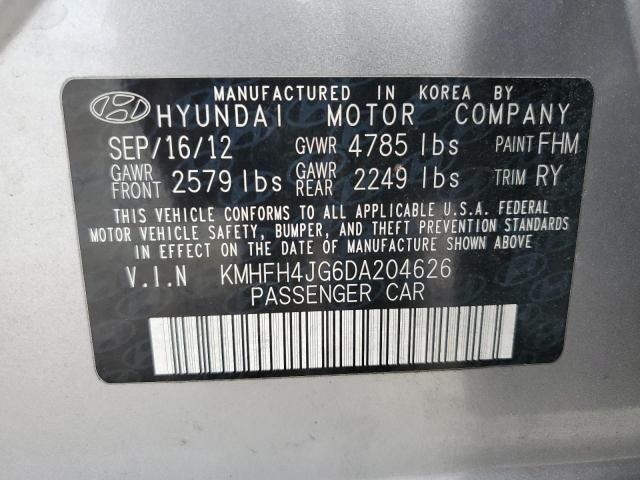 MANUFACTURED IN KOREA BY
HYUNDAI MOTOR COMPANY
SEP/16/12 GVWR 4785 lbs PAINT FHM
GAWR FRONT 2579 lbs GAWR REAR 2249 lbs TRIM RY
THIS VEHICLE CONFORMS TO ALL APPLICABLE U.S.A. FEDERAL
MOTOR VEHICLE SAFETY, BUMPER, AND THEFT PREVENTION STANDARDS
IN EFFECT ON THE DATE OF MANUFACTURE SHOWN ABOVE.
V.I.N KMHFH4JG6DA204626
PASSENGER CAR